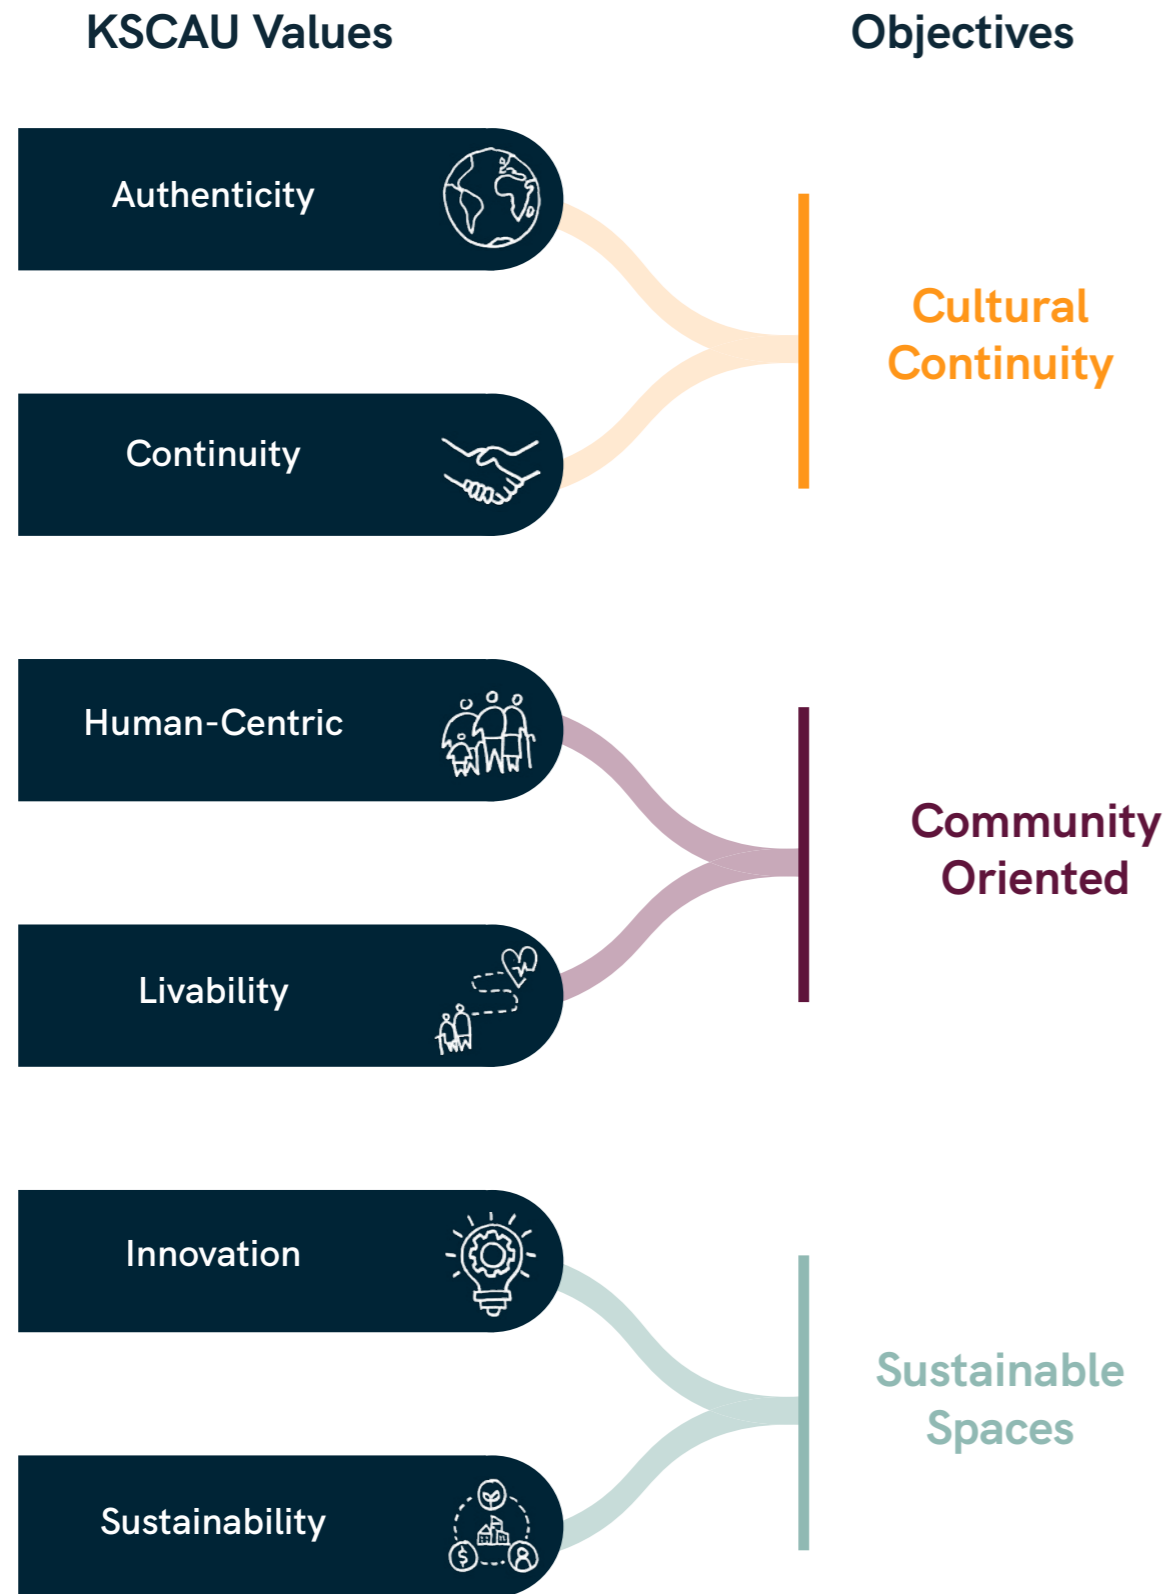 KSCAU Values
Objectives
Authenticity
Cultural
Continuity
Continuity
Human-Centric
Community
Oriented
Livability
Innovation
Sustainable
Spaces
Sustainability
$